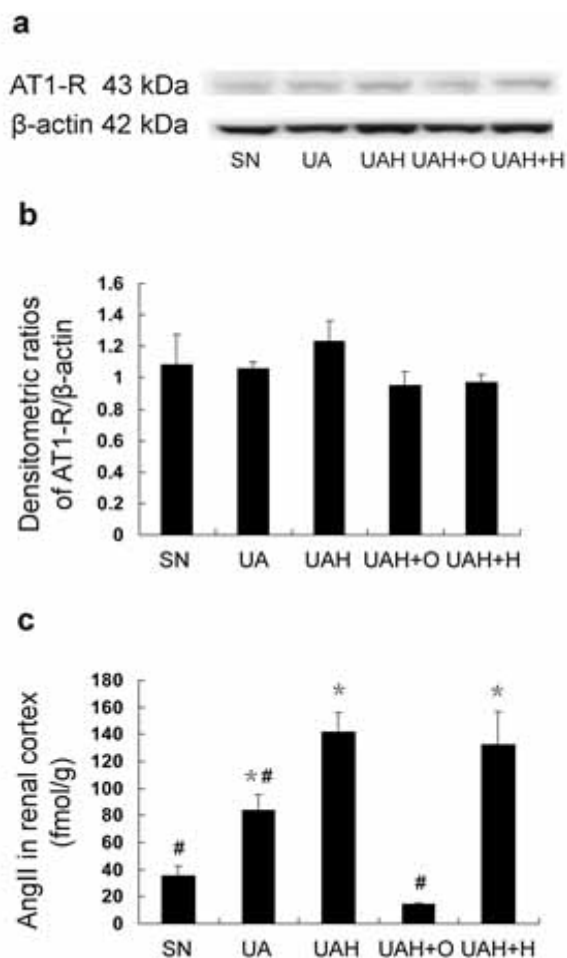 a
AT1-R 43 kDa
β-actin 42 kDa
SN UA UAH UAH+O UAH+H
b
Densitometric ratios
of AT1-R/β-actin
1.6
1.4
1.2
1
0.8
0.6
0.4
0.2
0
SN UA UAH UAH+O UAH+H
c
AngII in renal cortex
(fmol/g)
180
160
140
120
100
80
60
40
20
0
# *# * # *
SN UA UAH UAH+O UAH+H